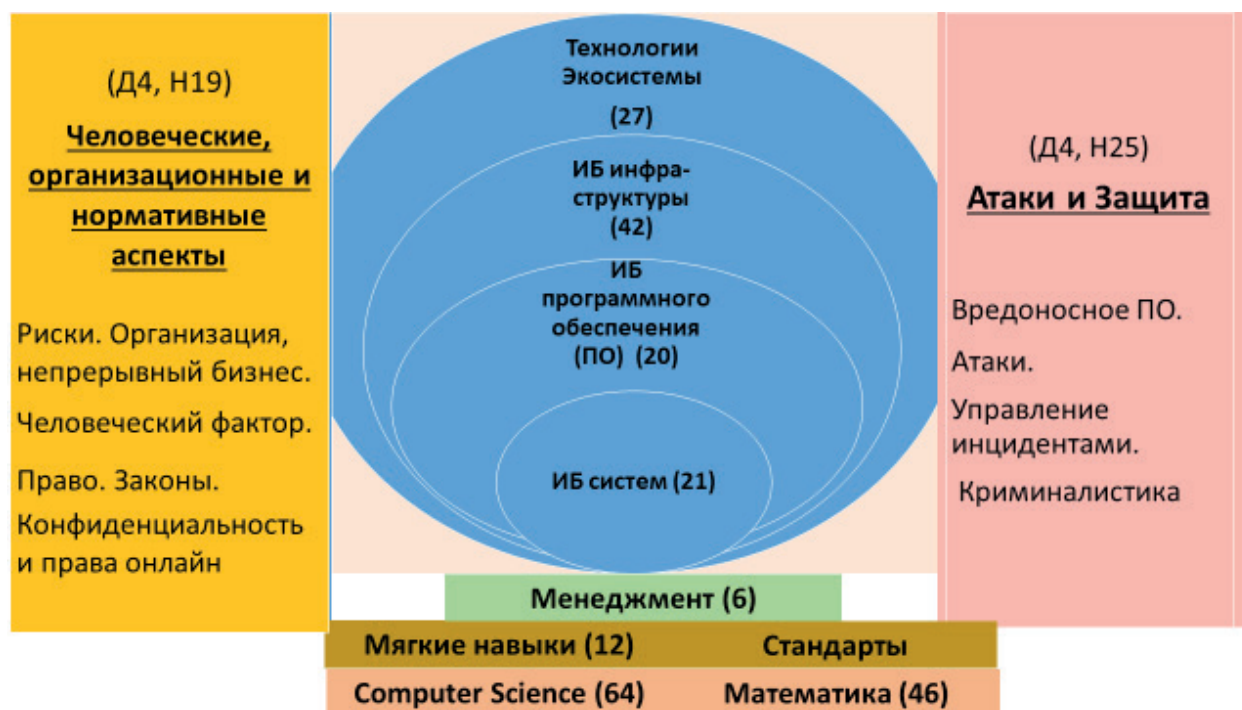 (Д4, Н19)
Человеческие,
организационные и
нормативные
аспекты
Риски. Организация,
непрерывный бизнес.
Человеческий фактор.
Право. Законы.
Конфиденциальность
и права онлайн
Технологии
Экосистемы
(27)
ИБ инфра-
структуры
(42)
ИБ
программного
обеспечения
(ПО) (20)
ИБ систем (21)
(Д4, Н25)
Атаки и Защита
Вредоносное ПО.
Атаки.
Управление
инцидентами.
Криминалистика
Менеджмент (6)
Мягкие навыки (12) Стандарты
Computer Science (64) Математика (46)